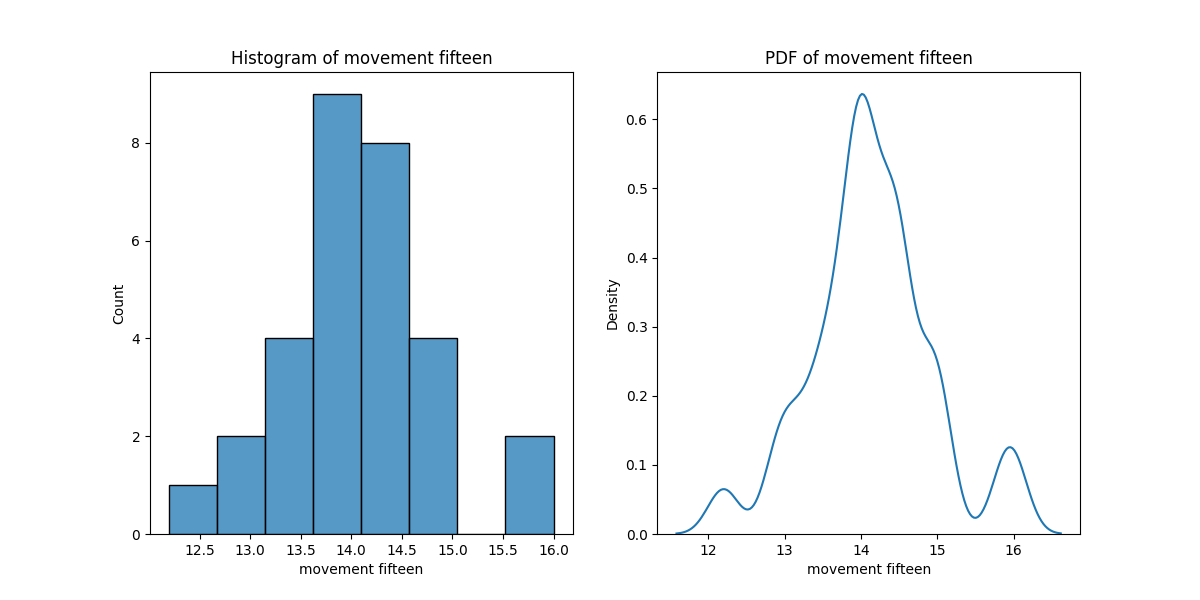 Histogram of movement fifteen
8
6
4
2
0
Count
12.5 13.0 13.5 14.0 14.5 15.0 15.5 16.0
movement fifteen
PDF of movement fifteen
0.6
0.5
0.4
0.3
0.2
0.1
0.0
Density
12 13 14 15 16
movement fifteen